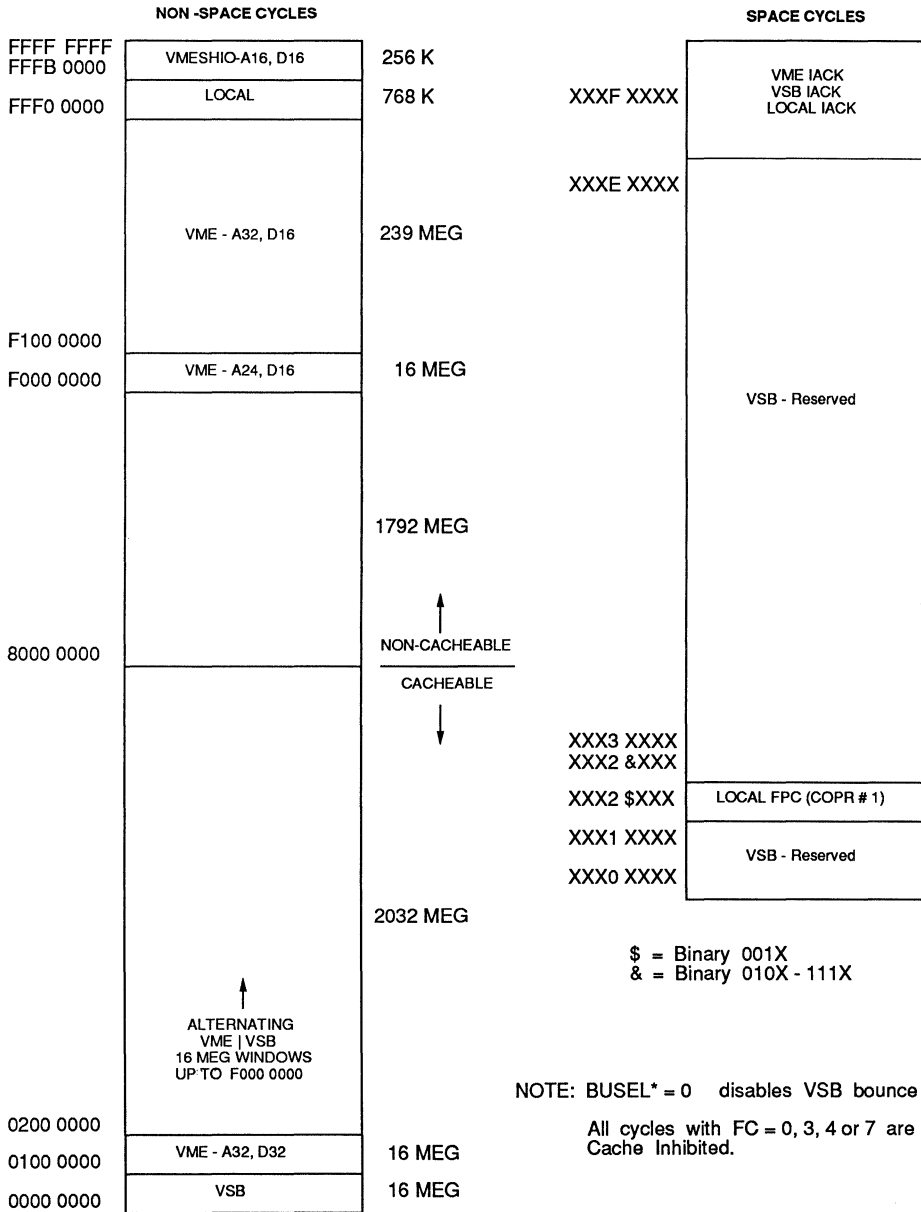 NON -SPACE CYCLES
FFFF FFFF
FFFB 0000
VMESHIO-A16, D16
256 K
FFF0 0000
LOCAL
768 K
VME - A32, D16
239 MEG
F100 0000
F000 0000
VME - A24, D16
16 MEG
1792 MEG
8000 0000
NON-CACHEABLE
CACHEABLE
2032 MEG
ALTERNATING
VME | VSB
16 MEG WINDOWS
UP TO F000 0000
0200 0000
0100 0000
VME - A32, D32
16 MEG
0000 0000
VSB
16 MEG
SPACE CYCLES
XXXF XXXX
VME IACK
VSB IACK
LOCAL IACK
XXXE XXXX
VSB - Reserved
XXX3 XXXX
XXX2 &XXX
XXX2 $XXX
LOCAL FPC (COPR # 1)
XXX1 XXXX
VSB - Reserved
XXX0 XXXX
$ = Binary 001X
& = Binary 010X - 111X
NOTE: BUSEL* = 0 disables VSB bounce
All cycles with FC = 0, 3, 4 or 7 are
Cache Inhibited.